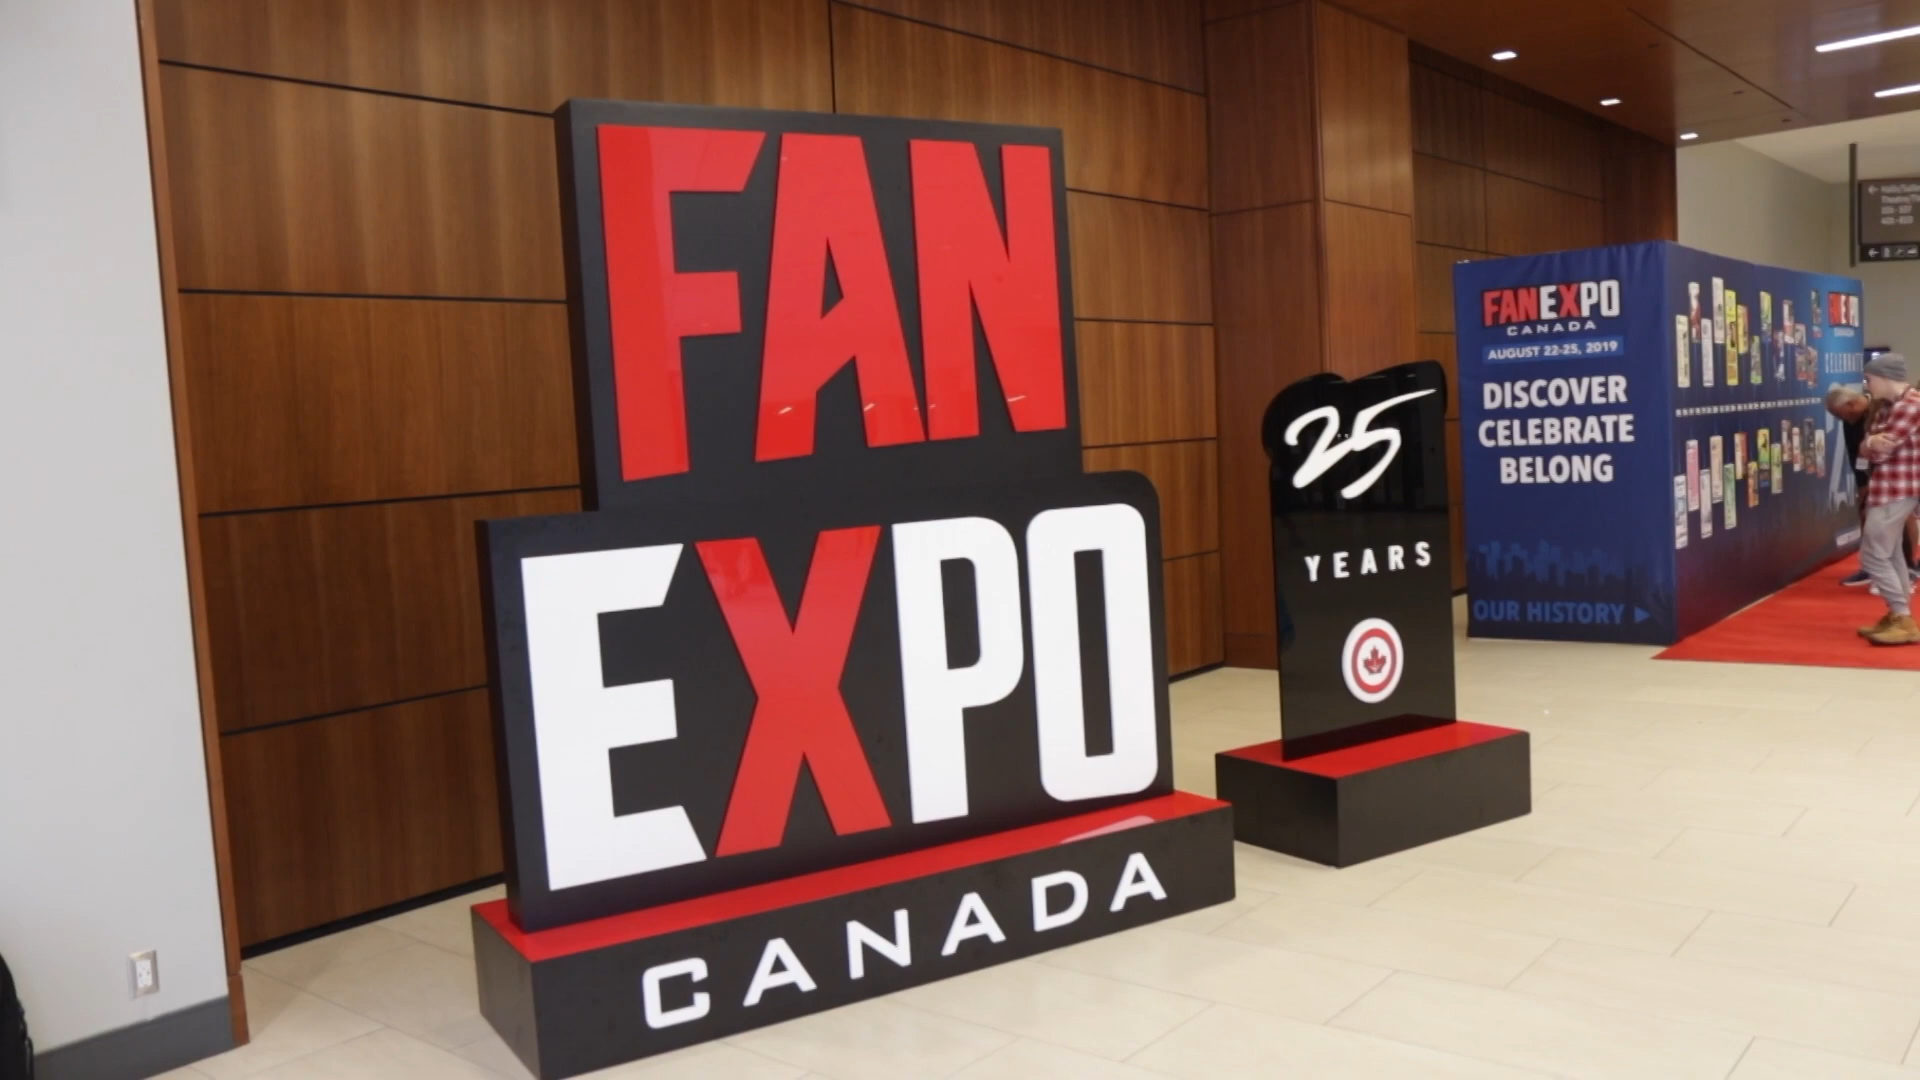 FAN
EXPO
CANADA
25
YEARS
FANEXPO
CANADA
AUGUST 22-25, 2019
DISCOVER
CELEBRATE
BELONG
OUR HISTORY ▶